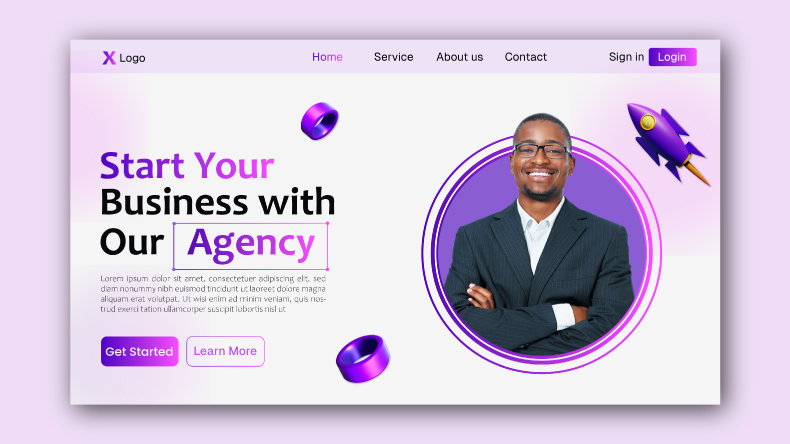 X Logo
Home Service About us Contact
Sign in Login
Start Your
Business with
Our Agency
Lorem ipsum dolor sit amet, consectetuer adipiscing elit, sed
diam nonummy nibh euismod tincidunt ut laoreet dolore magna
aliquam erat volutpat. Ut wisi enim ad minim veniam, quis nos-
trud exerci tation ullamcorper suscipit lobortis nisl ut
Get Started Learn More